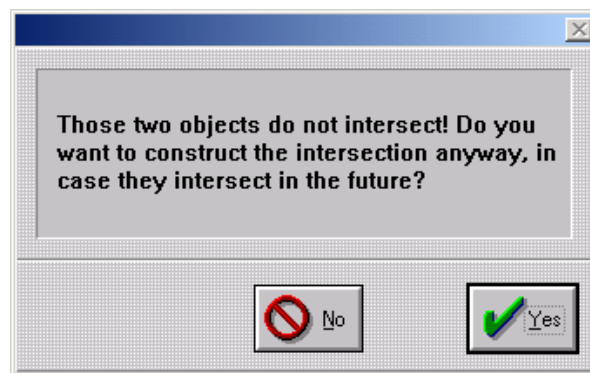 Those two objects do not intersect! Do you
want to construct the intersection anyway, in
case they intersect in the future?
No
Yes